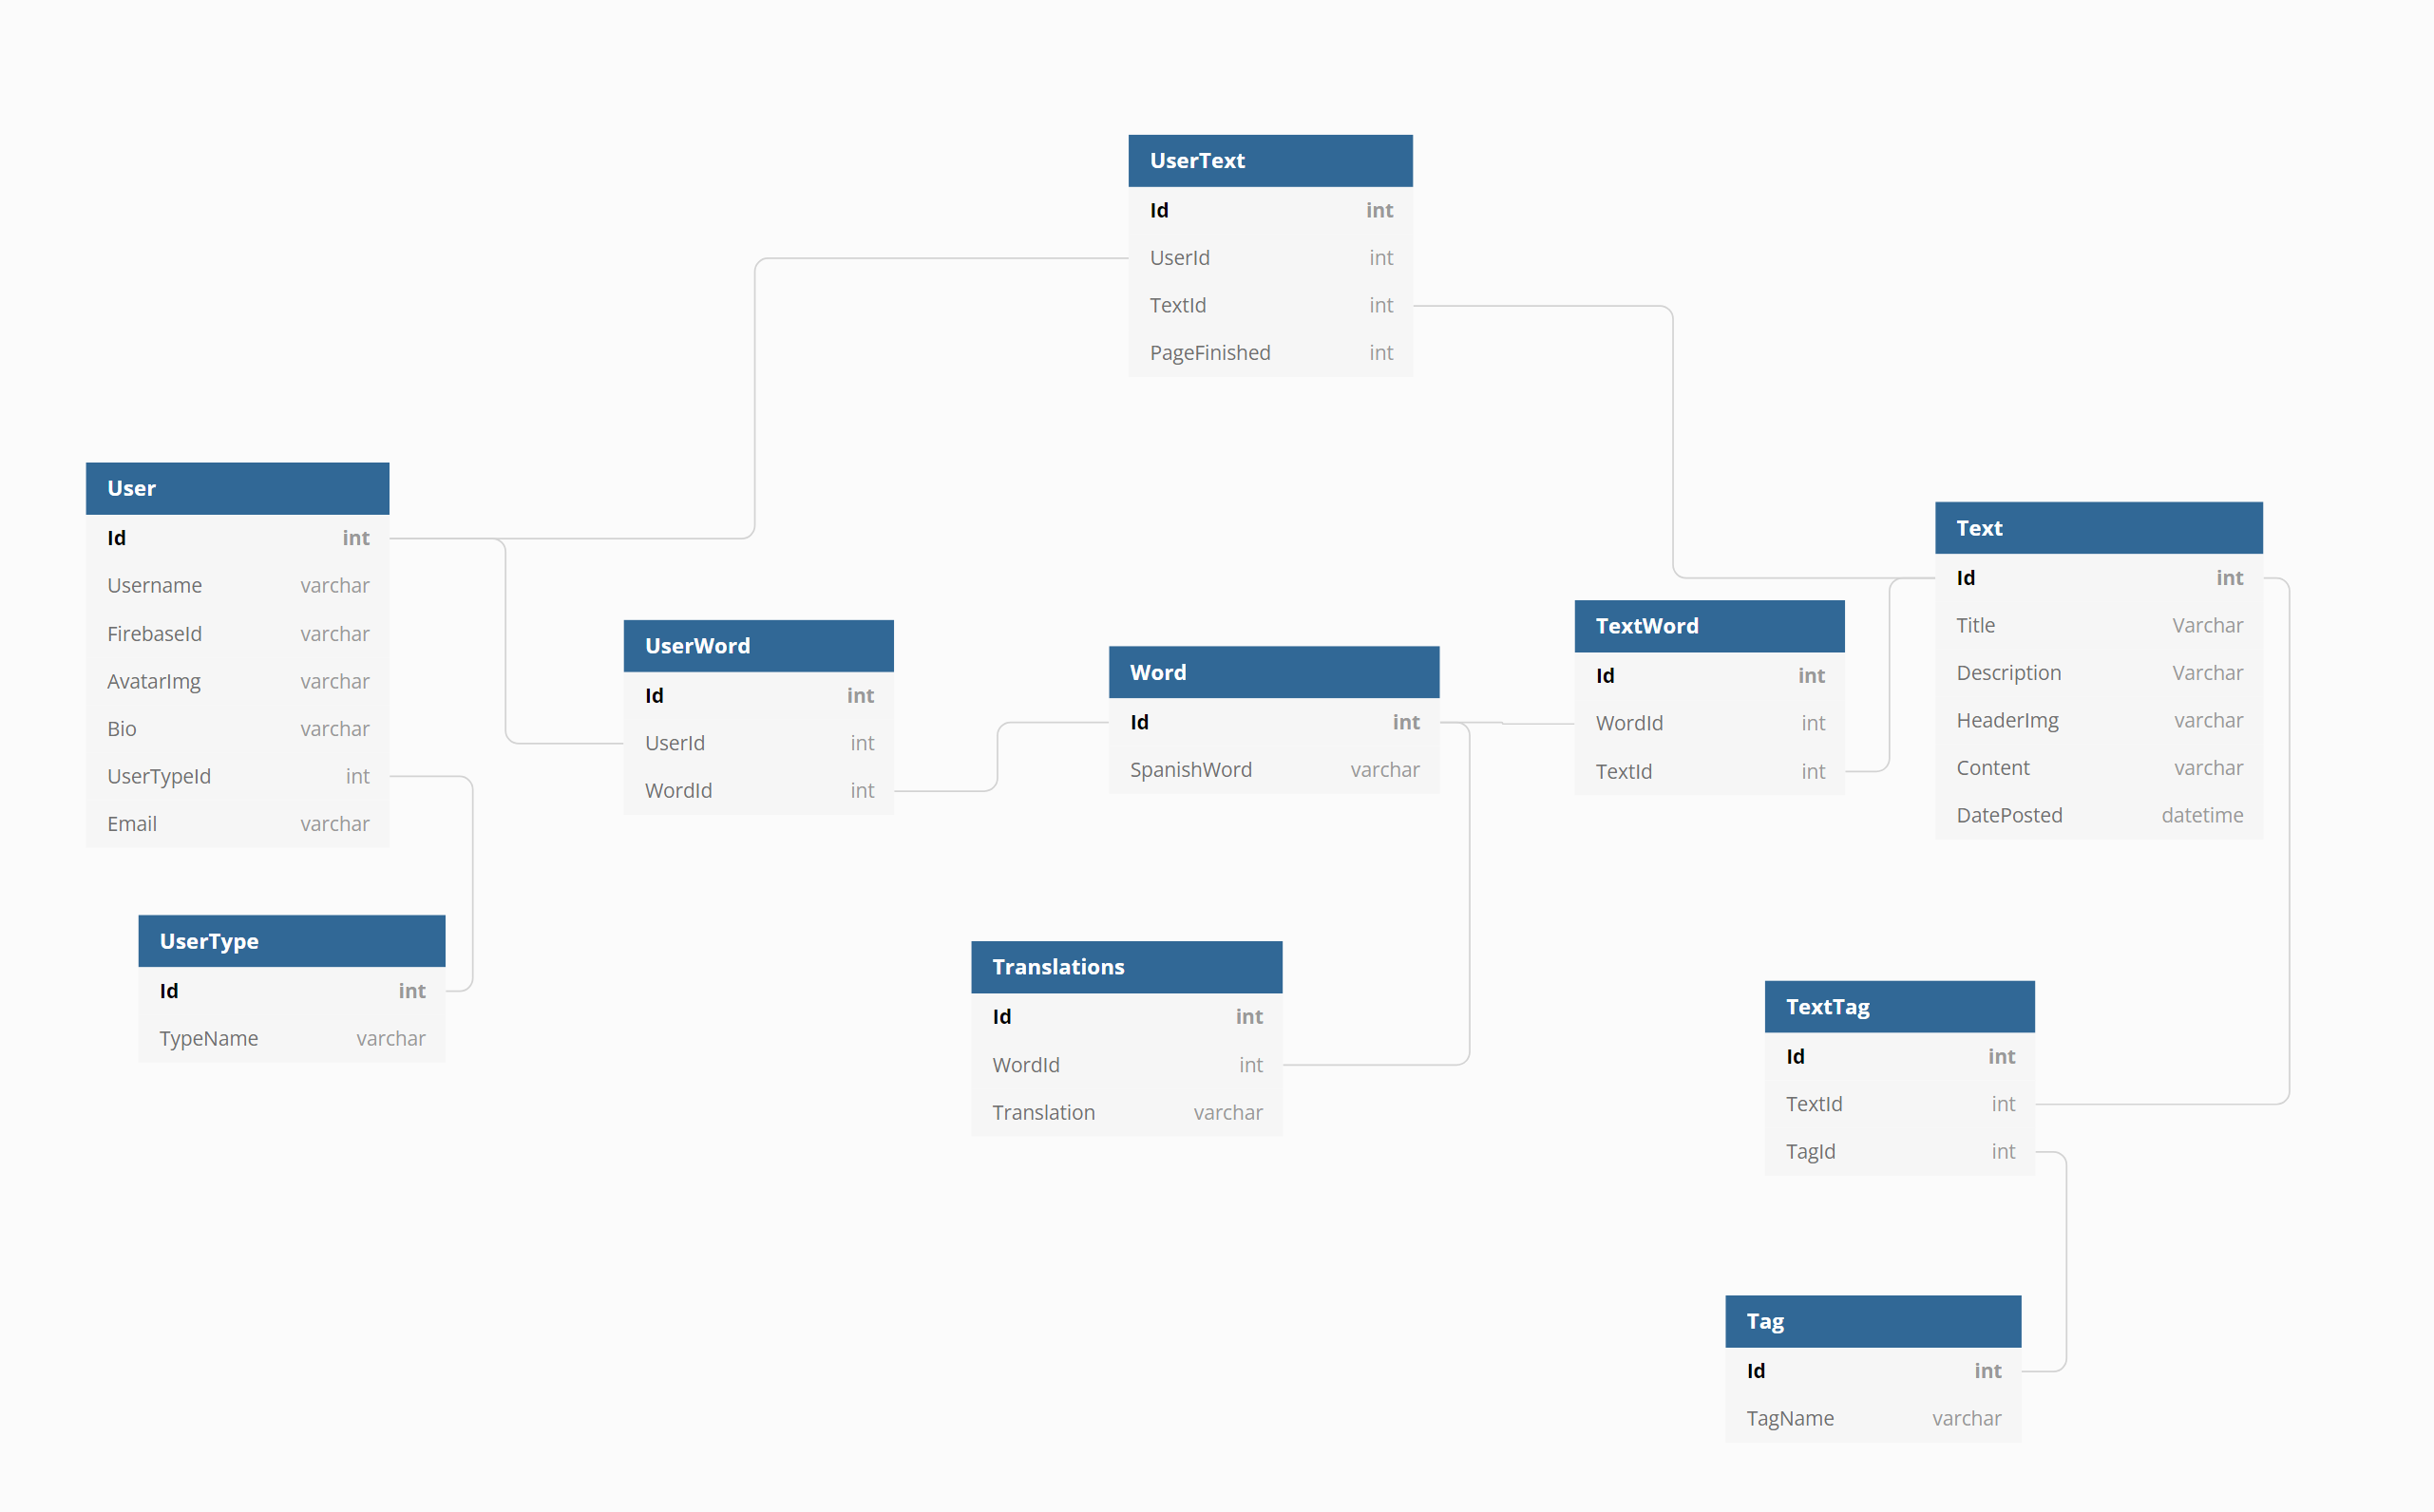 UserText
Id int
UserId int
TextId int
PageFinished int
User
Id int
Username varchar
FirebaseId varchar
AvatarImg varchar
Bio varchar
UserTypeId int
Email varchar
UserWord
Id int
UserId int
WordId int
Word
Id int
SpanishWord varchar
TextWord
Id int
WordId int
TextId int
Text
Id int
Title Varchar
Description Varchar
HeaderImg varchar
Content varchar
DatePosted datetime
UserType
Id int
TypeName varchar
Translations
Id int
WordId int
Translation varchar
TextTag
Id int
TextId int
TagId int
Tag
Id int
TagName varchar